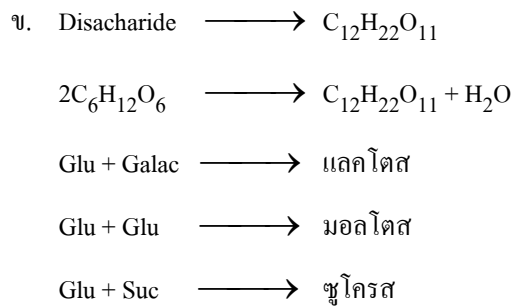 ข. Disacharide ⟶ C₁₂H₂₂O₁₁
2C₆H₁₂O₆ ⟶ C₁₂H₂₂O₁₁ + H₂O
Glu + Galac ⟶ แลคโตส
Glu + Glu ⟶ มอลโตส
Glu + Suc ⟶ ซูโครส